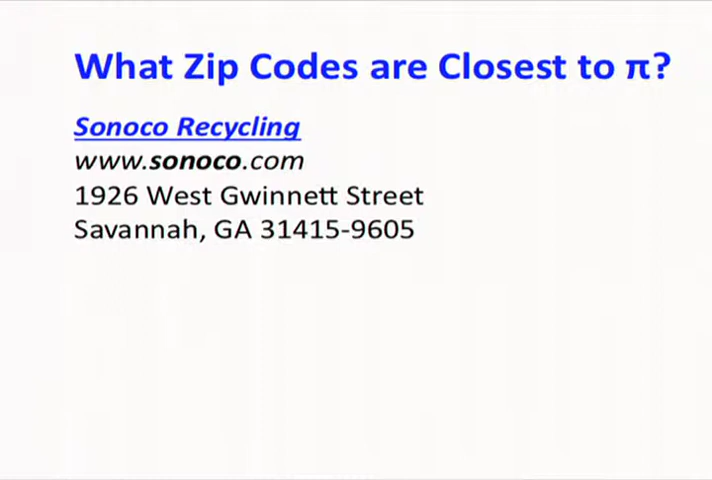 What Zip Codes are Closest to π?
Sonoco Recycling
www.sonoco.com
1926 West Gwinnett Street
Savannah, GA 31415-9605